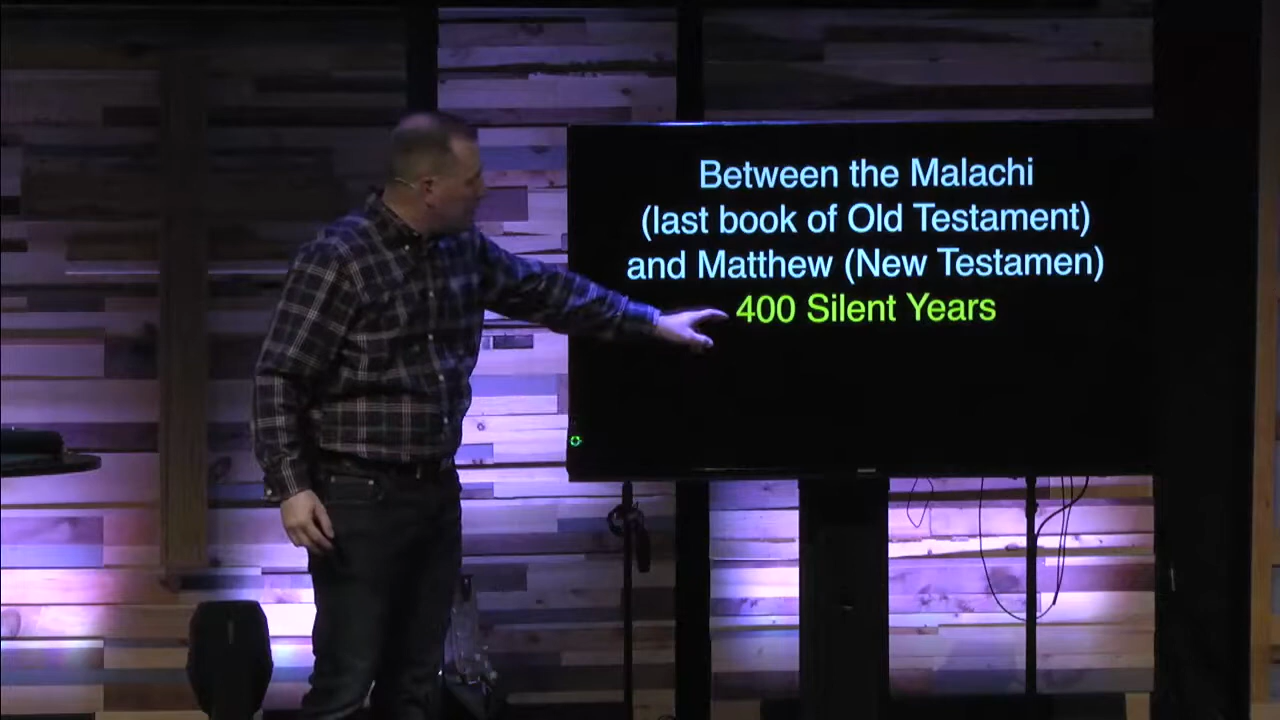 Between the Malachi
(last book of Old Testament)
and Matthew (New Testamen)
400 Silent Years